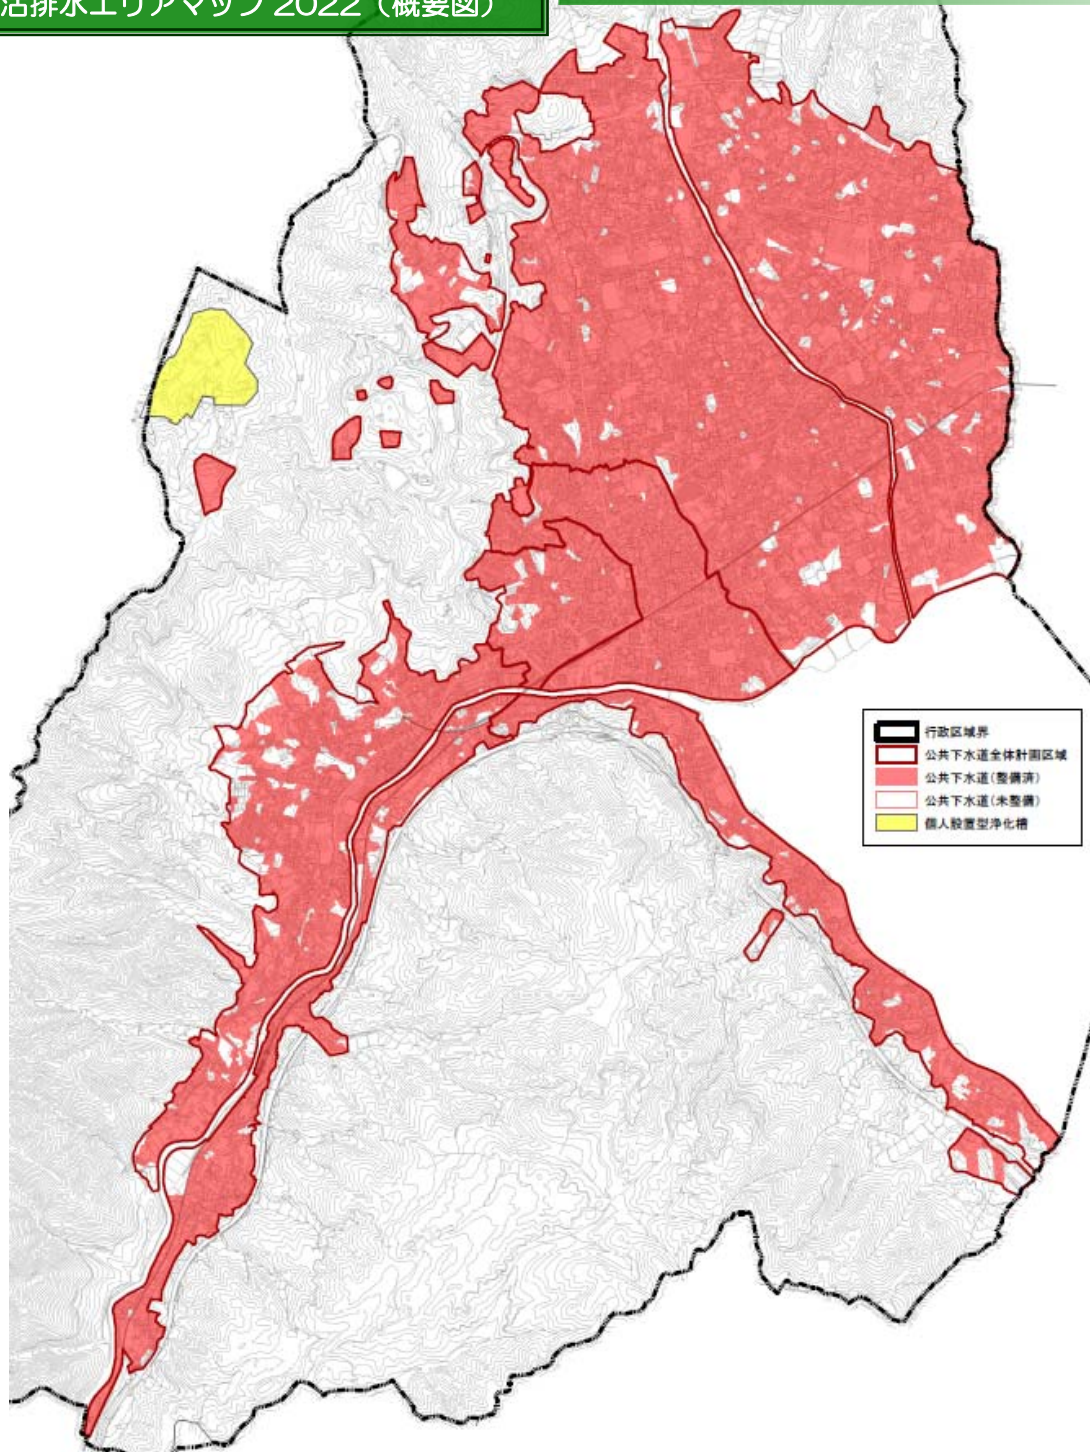 活排水エリアマップ 2022（概要図）
行政区域界
公共下水道全体計画区域
公共下水道(整備済)
公共下水道(未整備)
個人設置型浄化槽